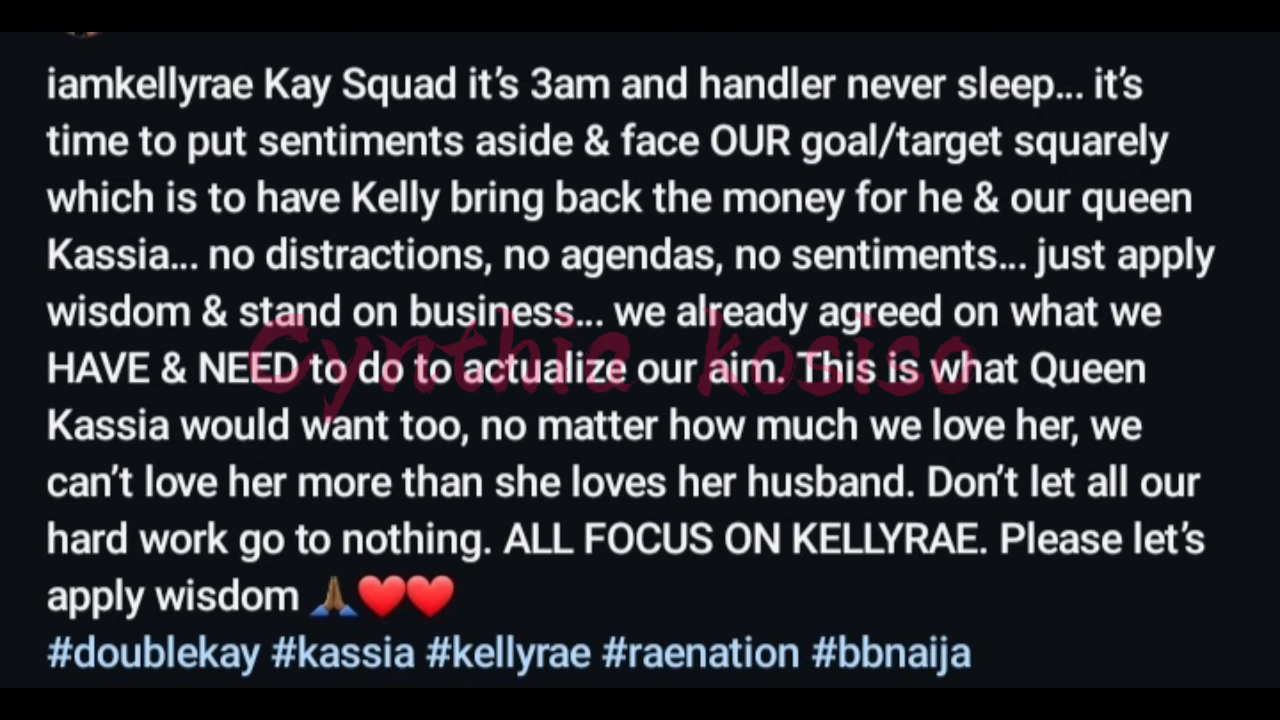 iamkellyrae Kay Squad it’s 3am and handler never sleep... it’s
time to put sentiments aside & face OUR goal/target squarely
which is to have Kelly bring back the money for he & our queen
Kassia... no distractions, no agendas, no sentiments... just apply
wisdom & stand on business... we already agreed on what we
HAVE & NEED to do to actualize our aim. This is what Queen
Cynthia kosiso
Kassia would want too, no matter how much we love her, we
can’t love her more than she loves her husband. Don’t let all our
hard work go to nothing. ALL FOCUS ON KELLYRAE. Please let’s
apply wisdom 🙏🏾❤️❤️
#doublekay #kassia #kellyrae #raenation #bbnaija